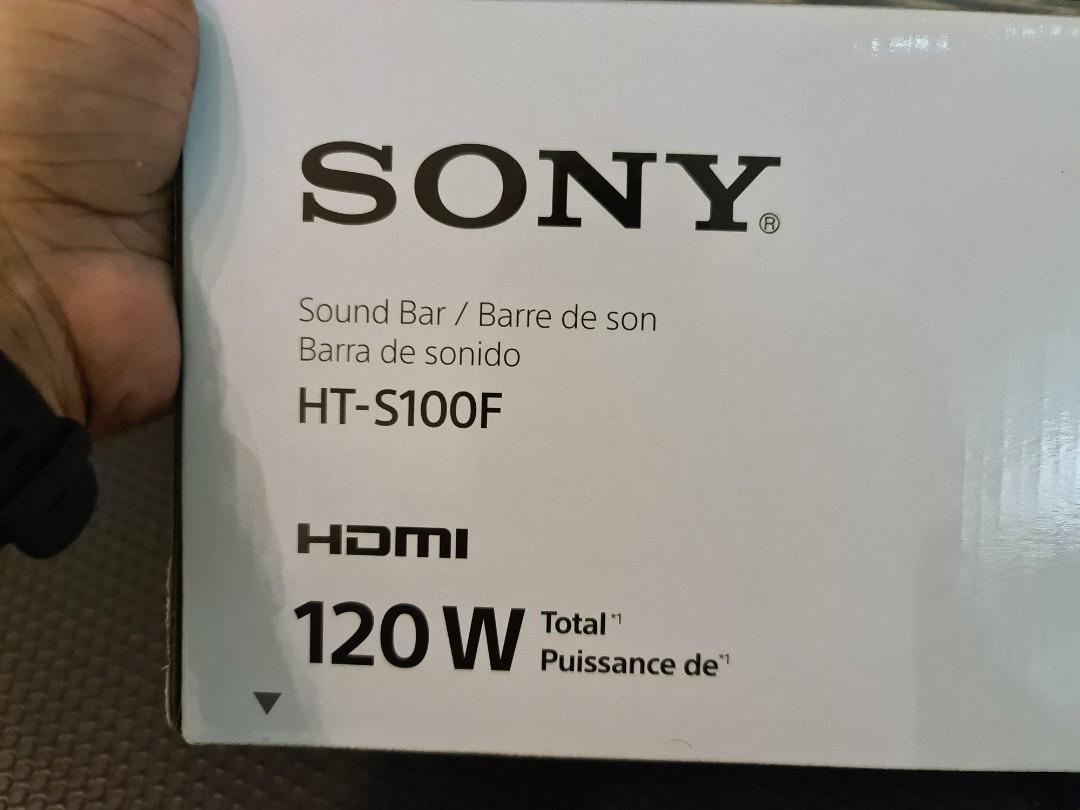 SONY®
Sound Bar / Barre de son
Barra de sonido
HT-S100F
HDMI
120 W Total*1
Puissance de*1